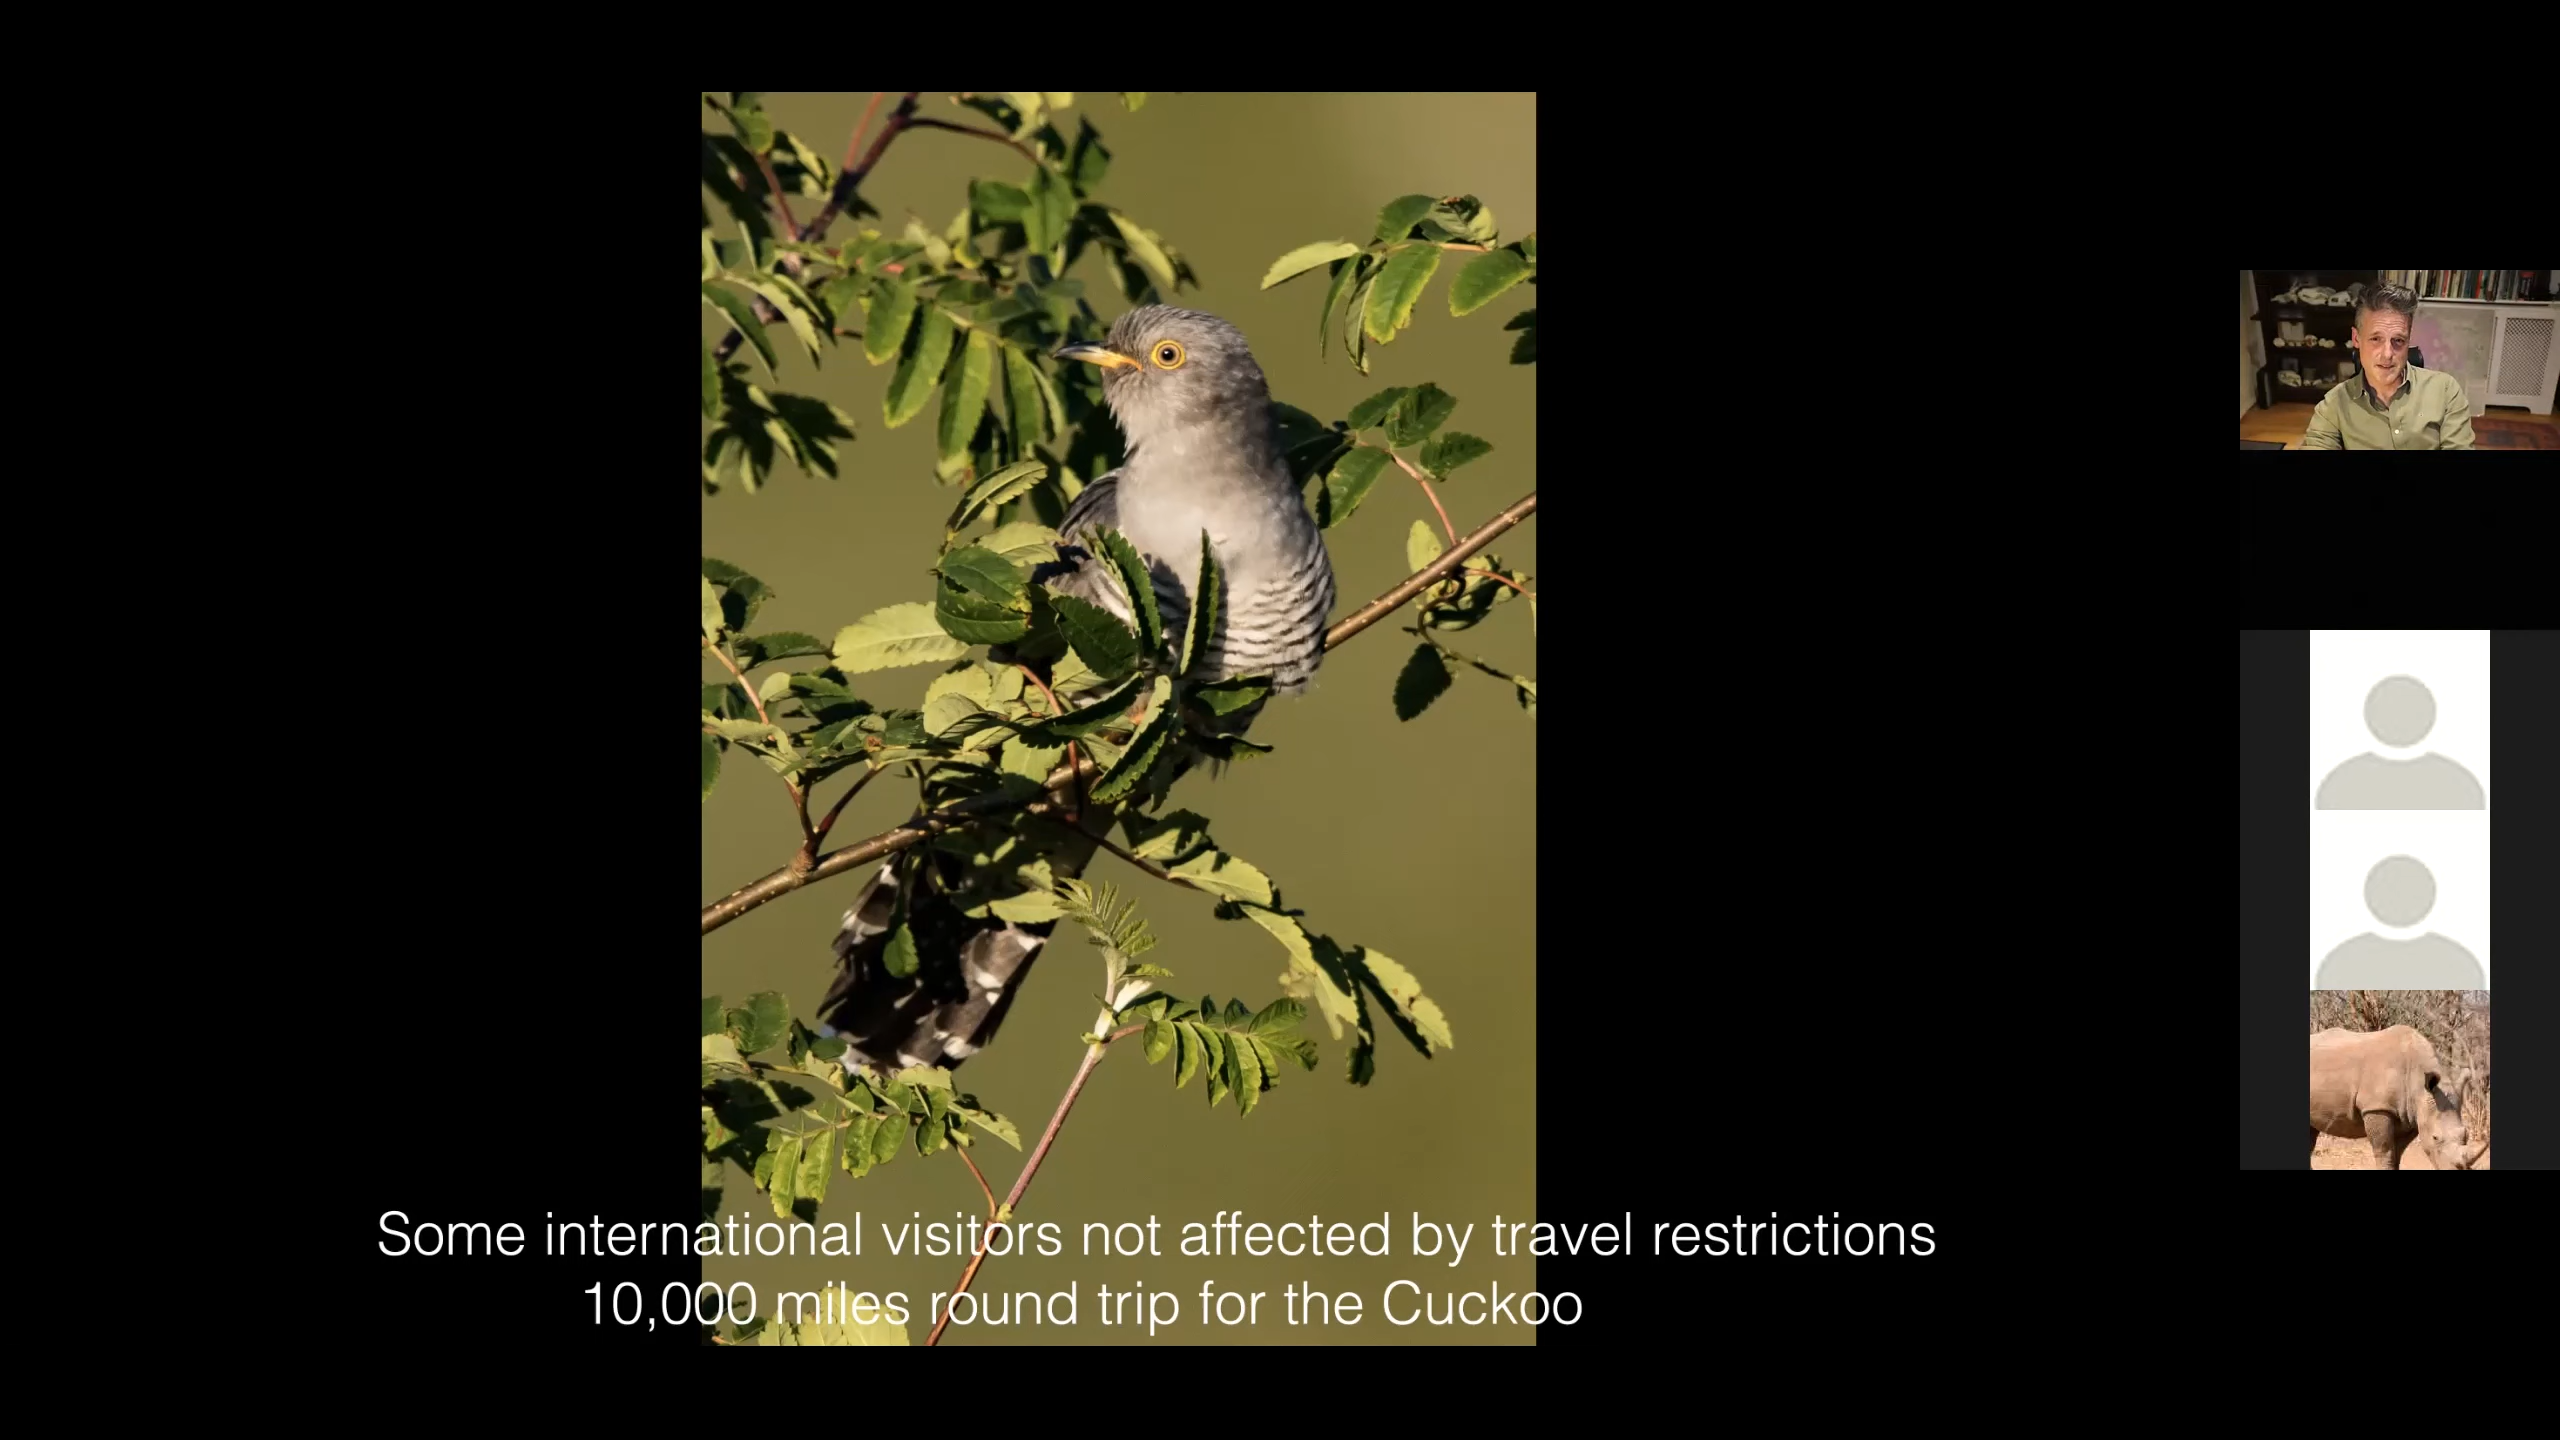 Some international visitors not affected by travel restrictions
10,000 miles round trip for the Cuckoo